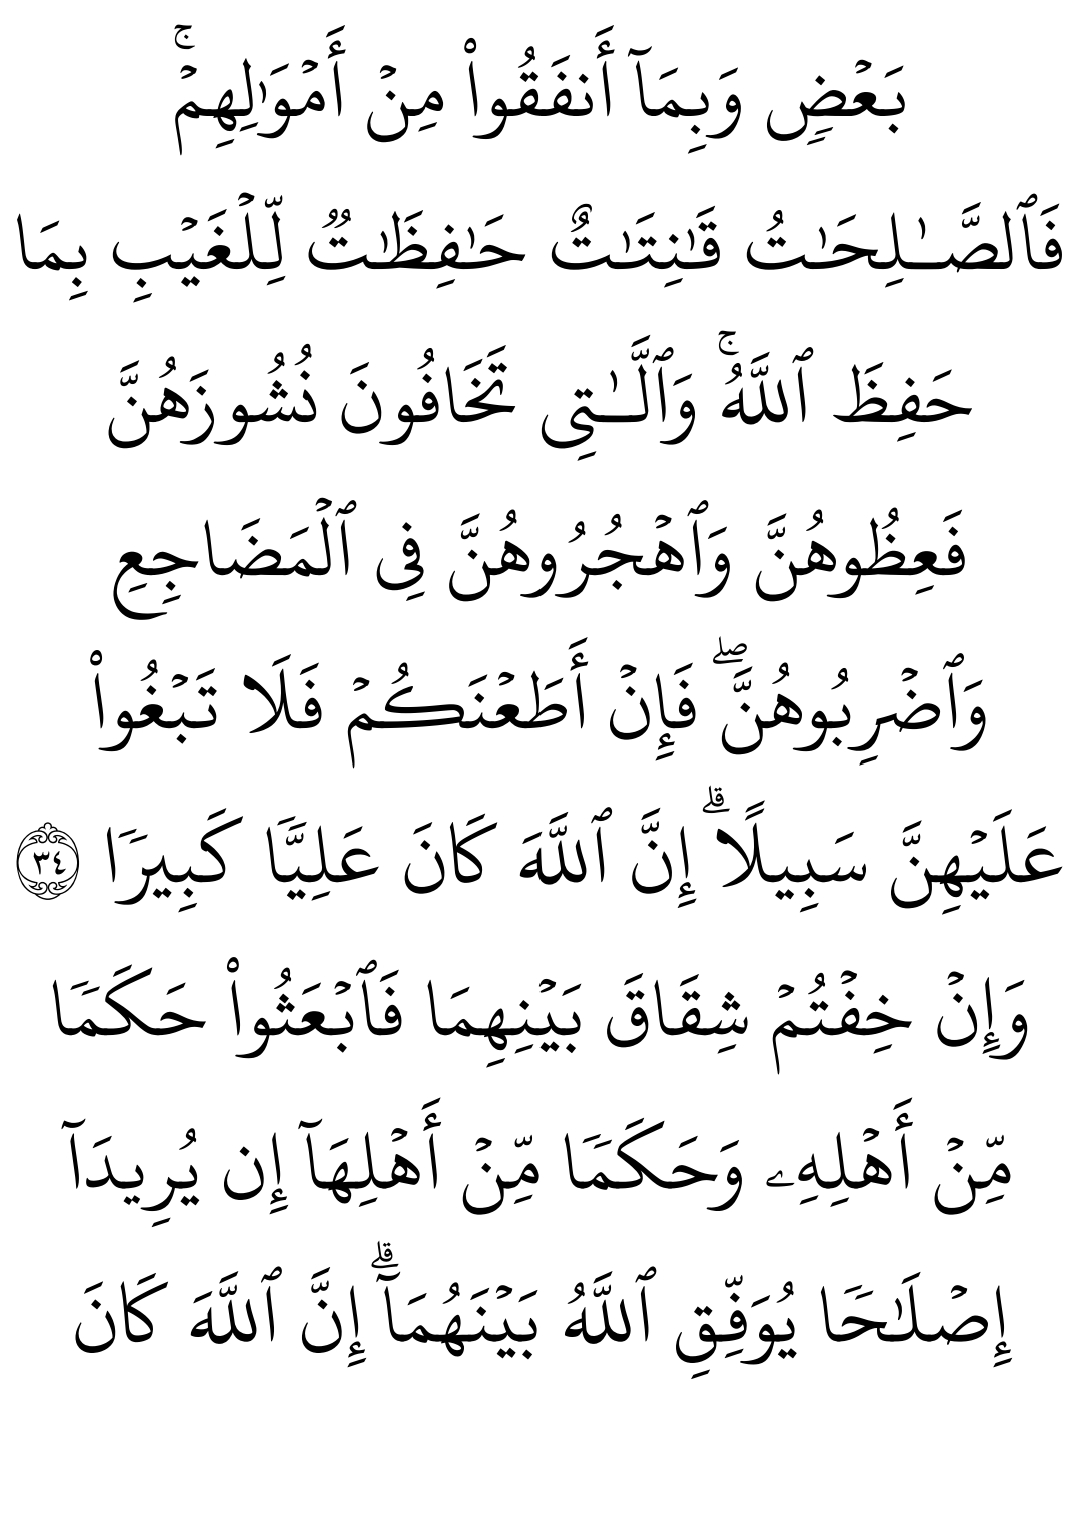 بَعۡضٖ وَبِمَآ أَنفَقُواْ مِنۡ أَمۡوَٰلِهِمۡۚ
فَٱلصَّـٰلِحَٰتُ قَٰنِتَٰتٌ حَٰفِظَٰتٞ لِّلۡغَيۡبِ بِمَا
حَفِظَ ٱللَّهُۚ وَٱلَّـٰتِي تَخَافُونَ نُشُوزَهُنَّ
فَعِظُوهُنَّ وَٱهۡجُرُوهُنَّ فِي ٱلۡمَضَاجِعِ
وَٱضۡرِبُوهُنَّۖ فَإِنۡ أَطَعۡنَكُمۡ فَلَا تَبۡغُواْ
عَلَيۡهِنَّ سَبِيلًاۗ إِنَّ ٱللَّهَ كَانَ عَلِيّٗا كَبِيرٗا ٣٤
وَإِنۡ خِفۡتُمۡ شِقَاقَ بَيۡنِهِمَا فَٱبۡعَثُواْ حَكَمٗا
مِّنۡ أَهۡلِهِۦ وَحَكَمٗا مِّنۡ أَهۡلِهَآ إِن يُرِيدَآ
إِصۡلَٰحٗا يُوَفِّقِ ٱللَّهُ بَيۡنَهُمَآۗ إِنَّ ٱللَّهَ كَانَ